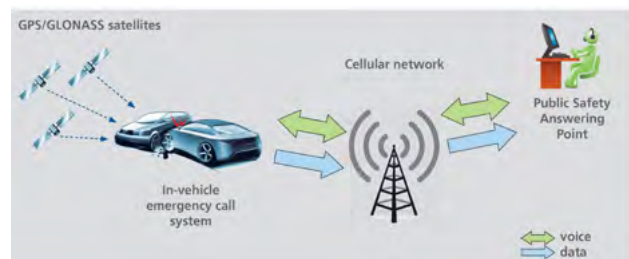 GPS/GLONASS satellites
Cellular network
Public Safety
Answering
Point
In-vehicle
emergency call
system
voice
data